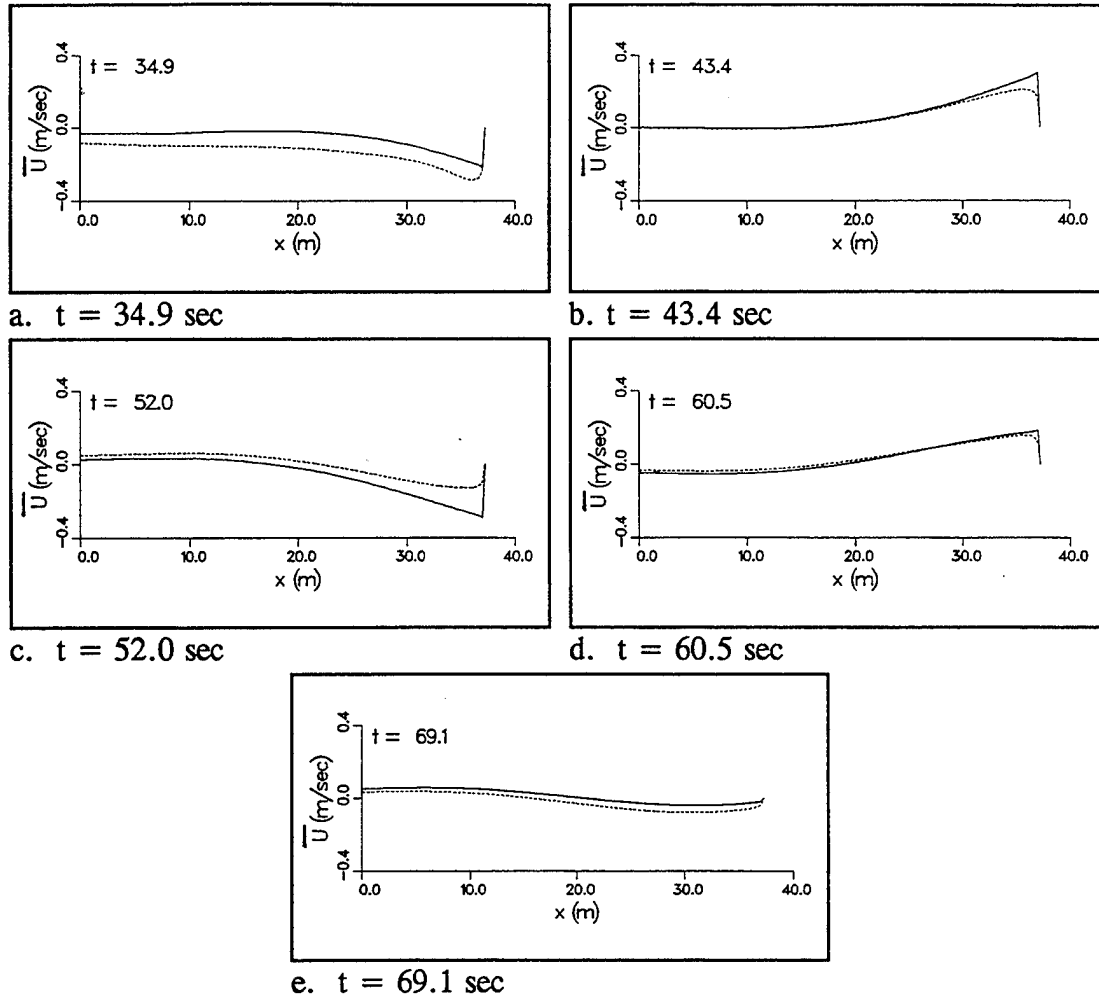 0.4
0.0
−0.4
U (m/sec)
t = 34.9
0.0 10.0 20.0 30.0 40.0
x (m)
a. t = 34.9 sec
0.4
0.0
−0.4
U (m/sec)
t = 43.4
0.0 10.0 20.0 30.0 40.0
x (m)
b. t = 43.4 sec
0.4
0.0
−0.4
U (m/sec)
t = 52.0
0.0 10.0 20.0 30.0 40.0
x (m)
c. t = 52.0 sec
0.4
0.0
−0.4
U (m/sec)
t = 60.5
0.0 10.0 20.0 30.0 40.0
x (m)
d. t = 60.5 sec
0.4
0.0
−0.4
U (m/sec)
t = 69.1
0.0 10.0 20.0 30.0 40.0
x (m)
e. t = 69.1 sec